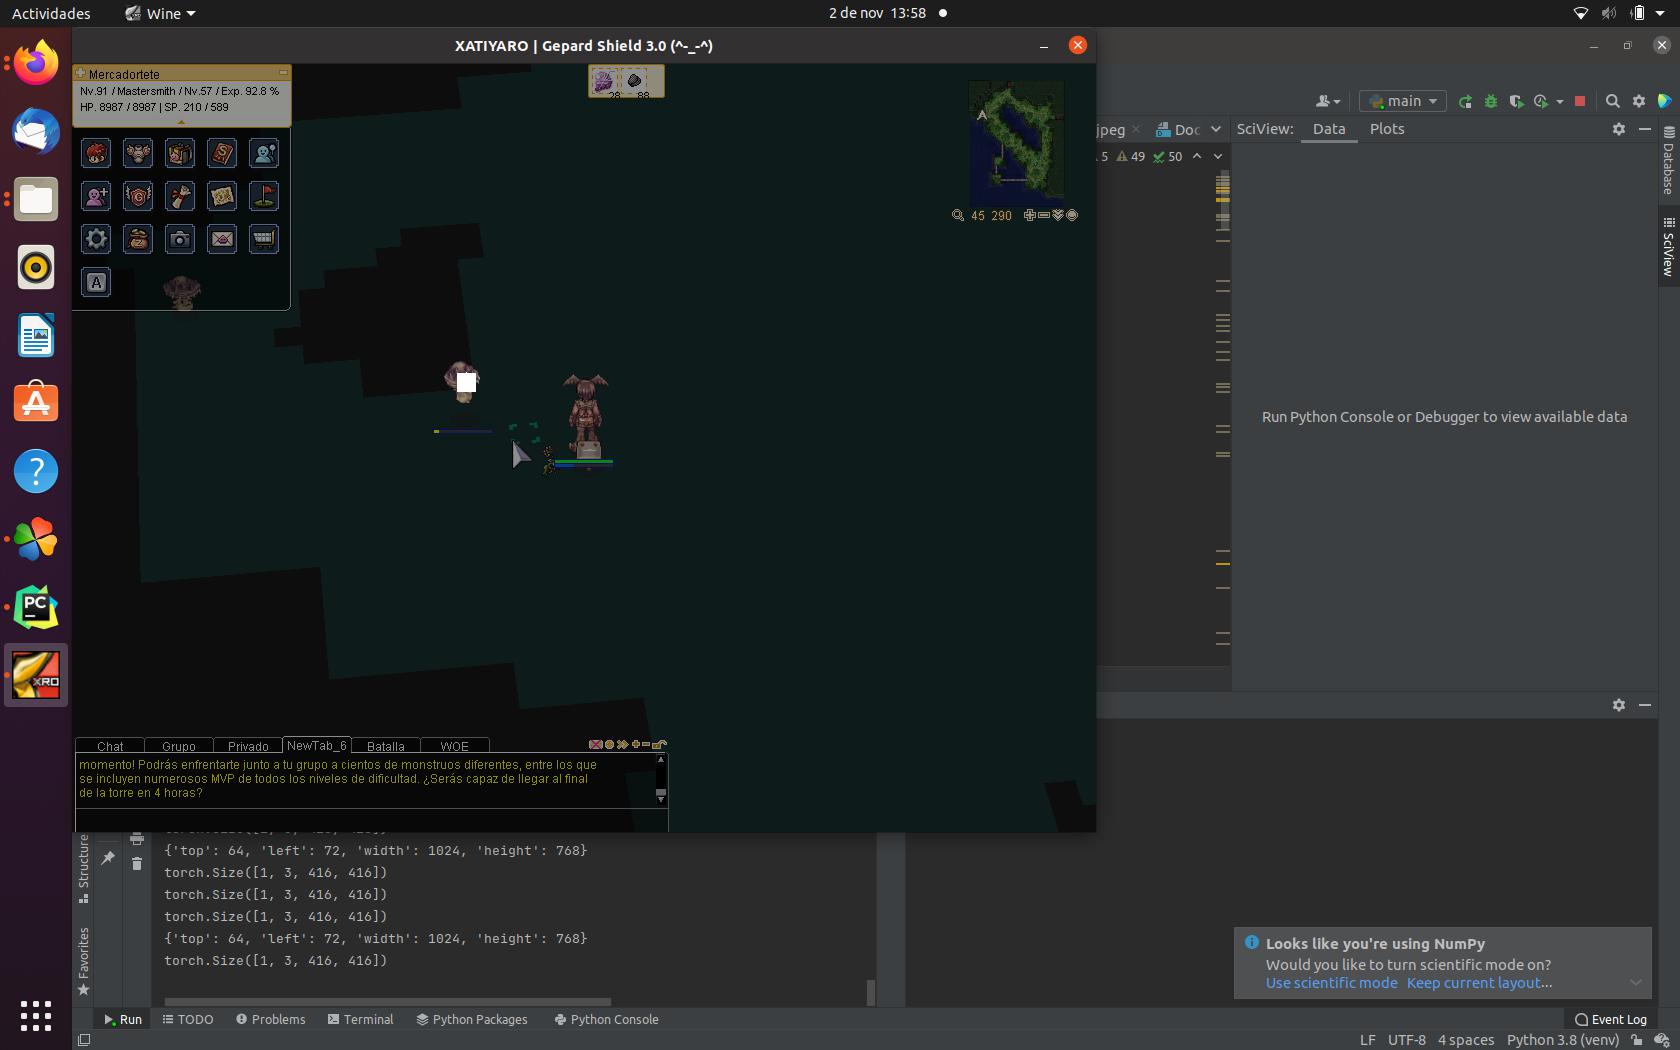 Actividades
Wine
2 de nov 13:58
XATIYARO | Gepard Shield 3.0 (^-_-^)
Mercadortete
Nv.91 / Mastersmith / Nv.57 / Exp. 92.8 %
HP. 8987 / 8987 | SP. 210 / 589
28 88
A
45 290
main
jpeg
Doc
SciView:
Data
Plots
5
49
50
Database
SciView
Run Python Console or Debugger to view available data
PC
XRO
Chat
Grupo
Privado
NewTab_6
Batalla
WOE
momento! Podrás enfrentarte junto a tu grupo a cientos de monstruos diferentes, entre los que
se incluyen numerosos MVP de todos los niveles de dificultad. ¿Serás capaz de llegar al final
de la torre en 4 horas?
Structure
Favorites
{'top': 64, 'left': 72, 'width': 1024, 'height': 768}
torch.Size([1, 3, 416, 416])
torch.Size([1, 3, 416, 416])
torch.Size([1, 3, 416, 416])
{'top': 64, 'left': 72, 'width': 1024, 'height': 768}
torch.Size([1, 3, 416, 416])
Looks like you're using NumPy
Would you like to turn scientific mode on?
Use scientific mode Keep current layout...
Run
TODO
Problems
Terminal
Python Packages
Python Console
Event Log
LF UTF-8 4 spaces Python 3.8 (venv)